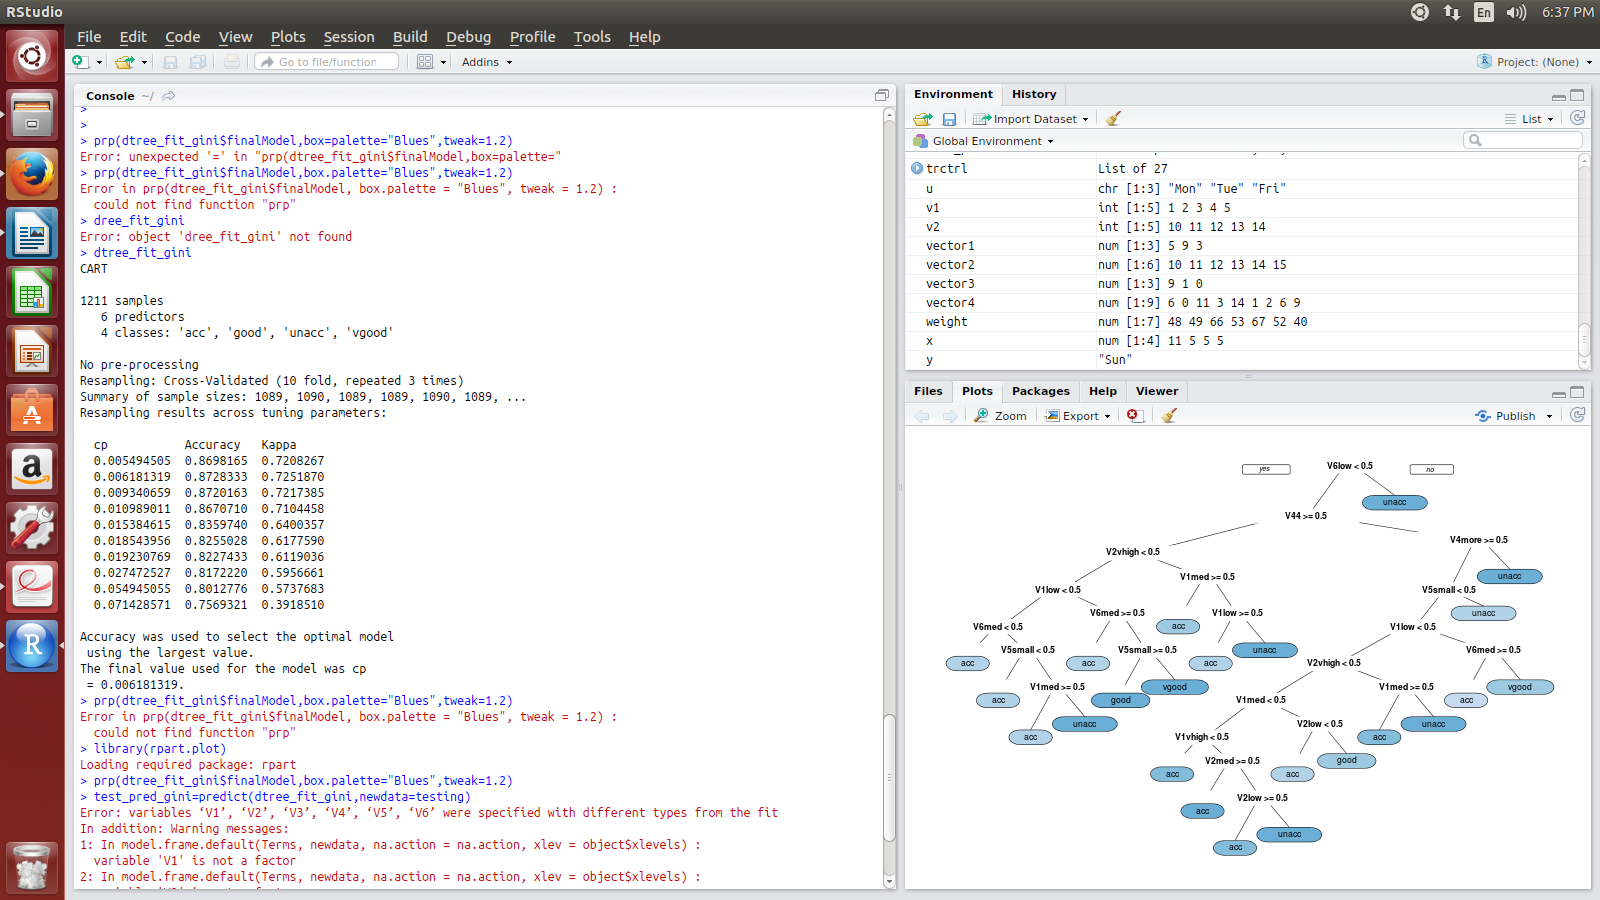 RStudio
En
6:37 PM
File Edit Code View Plots Session Build Debug Profile Tools Help
Go to file/function
Addins
Project: (None)
Console ~/
>
>
> prp(dtree_fit_gini$finalModel,box=palette="Blues",tweak=1.2)
Error: unexpected '=' in "prp(dtree_fit_gini$finalModel,box=palette="
> prp(dtree_fit_gini$finalModel,box.palette="Blues",tweak=1.2)
Error in prp(dtree_fit_gini$finalModel, box.palette = "Blues", tweak = 1.2) :
could not find function "prp"
> dree_fit_gini
Error: object 'dree_fit_gini' not found
> dtree_fit_gini
CART
1211 samples
6 predictors
4 classes: 'acc', 'good', 'unacc', 'vgood'
No pre-processing
Resampling: Cross-Validated (10 fold, repeated 3 times)
Summary of sample sizes: 1089, 1090, 1089, 1089, 1090, 1089, ...
Resampling results across tuning parameters:
cp Accuracy Kappa
0.005494505 0.8698165 0.7208267
0.006181319 0.8728333 0.7251870
0.009340659 0.8720163 0.7217385
0.010989011 0.8670710 0.7104458
0.015384615 0.8359740 0.6400357
0.018543956 0.8255028 0.6177590
0.019230769 0.8227433 0.6119036
0.027472527 0.8172220 0.5956661
0.054945055 0.8012776 0.5737683
0.071428571 0.7569321 0.3918510
Accuracy was used to select the optimal model
using the largest value.
The final value used for the model was cp
= 0.006181319.
> prp(dtree_fit_gini$finalModel,box.palette="Blues",tweak=1.2)
Error in prp(dtree_fit_gini$finalModel, box.palette = "Blues", tweak = 1.2) :
could not find function "prp"
> library(rpart.plot)
Loading required package: rpart
> prp(dtree_fit_gini$finalModel,box.palette="Blues",tweak=1.2)
> test_pred_gini=predict(dtree_fit_gini,newdata=testing)
Error: variables ‘V1’, ‘V2’, ‘V3’, ‘V4’, ‘V5’, ‘V6’ were specified with different types from the fit
In addition: Warning messages:
1: In model.frame.default(Terms, newdata, na.action = na.action, xlev = object$xlevels) :
variable 'V1' is not a factor
2: In model.frame.default(Terms, newdata, na.action = na.action, xlev = object$xlevels) :
Environment History
Import Dataset
List
Global Environment
trctrl List of 27
u chr [1:3] "Mon" "Tue" "Fri"
v1 int [1:5] 1 2 3 4 5
v2 int [1:5] 10 11 12 13 14
vector1 num [1:3] 5 9 3
vector2 num [1:6] 10 11 12 13 14 15
vector3 num [1:3] 9 1 0
vector4 num [1:9] 6 0 11 3 14 1 2 6 9
weight num [1:7] 48 49 66 53 67 52 40
x num [1:4] 11 5 5 5
y "Sun"
Files Plots Packages Help Viewer
Zoom Export Publish
yes V6low < 0.5 no
unacc
V44 >= 0.5
V4more >= 0.5
V2vhigh < 0.5
V1med >= 0.5 unacc
V1low < 0.5 V5small < 0.5
V6med >= 0.5 V1low >= 0.5 unacc
V6med < 0.5 acc V1low < 0.5
V5small < 0.5 V5small >= 0.5 unacc V6med >= 0.5
acc acc acc V2vhigh < 0.5
V1med >= 0.5 vgood V1med >= 0.5 vgood
acc good V1med < 0.5 acc
unacc V2low < 0.5 unacc
acc V1vhigh < 0.5 acc
V2med >= 0.5 good
acc acc
V2low >= 0.5
acc
unacc
acc